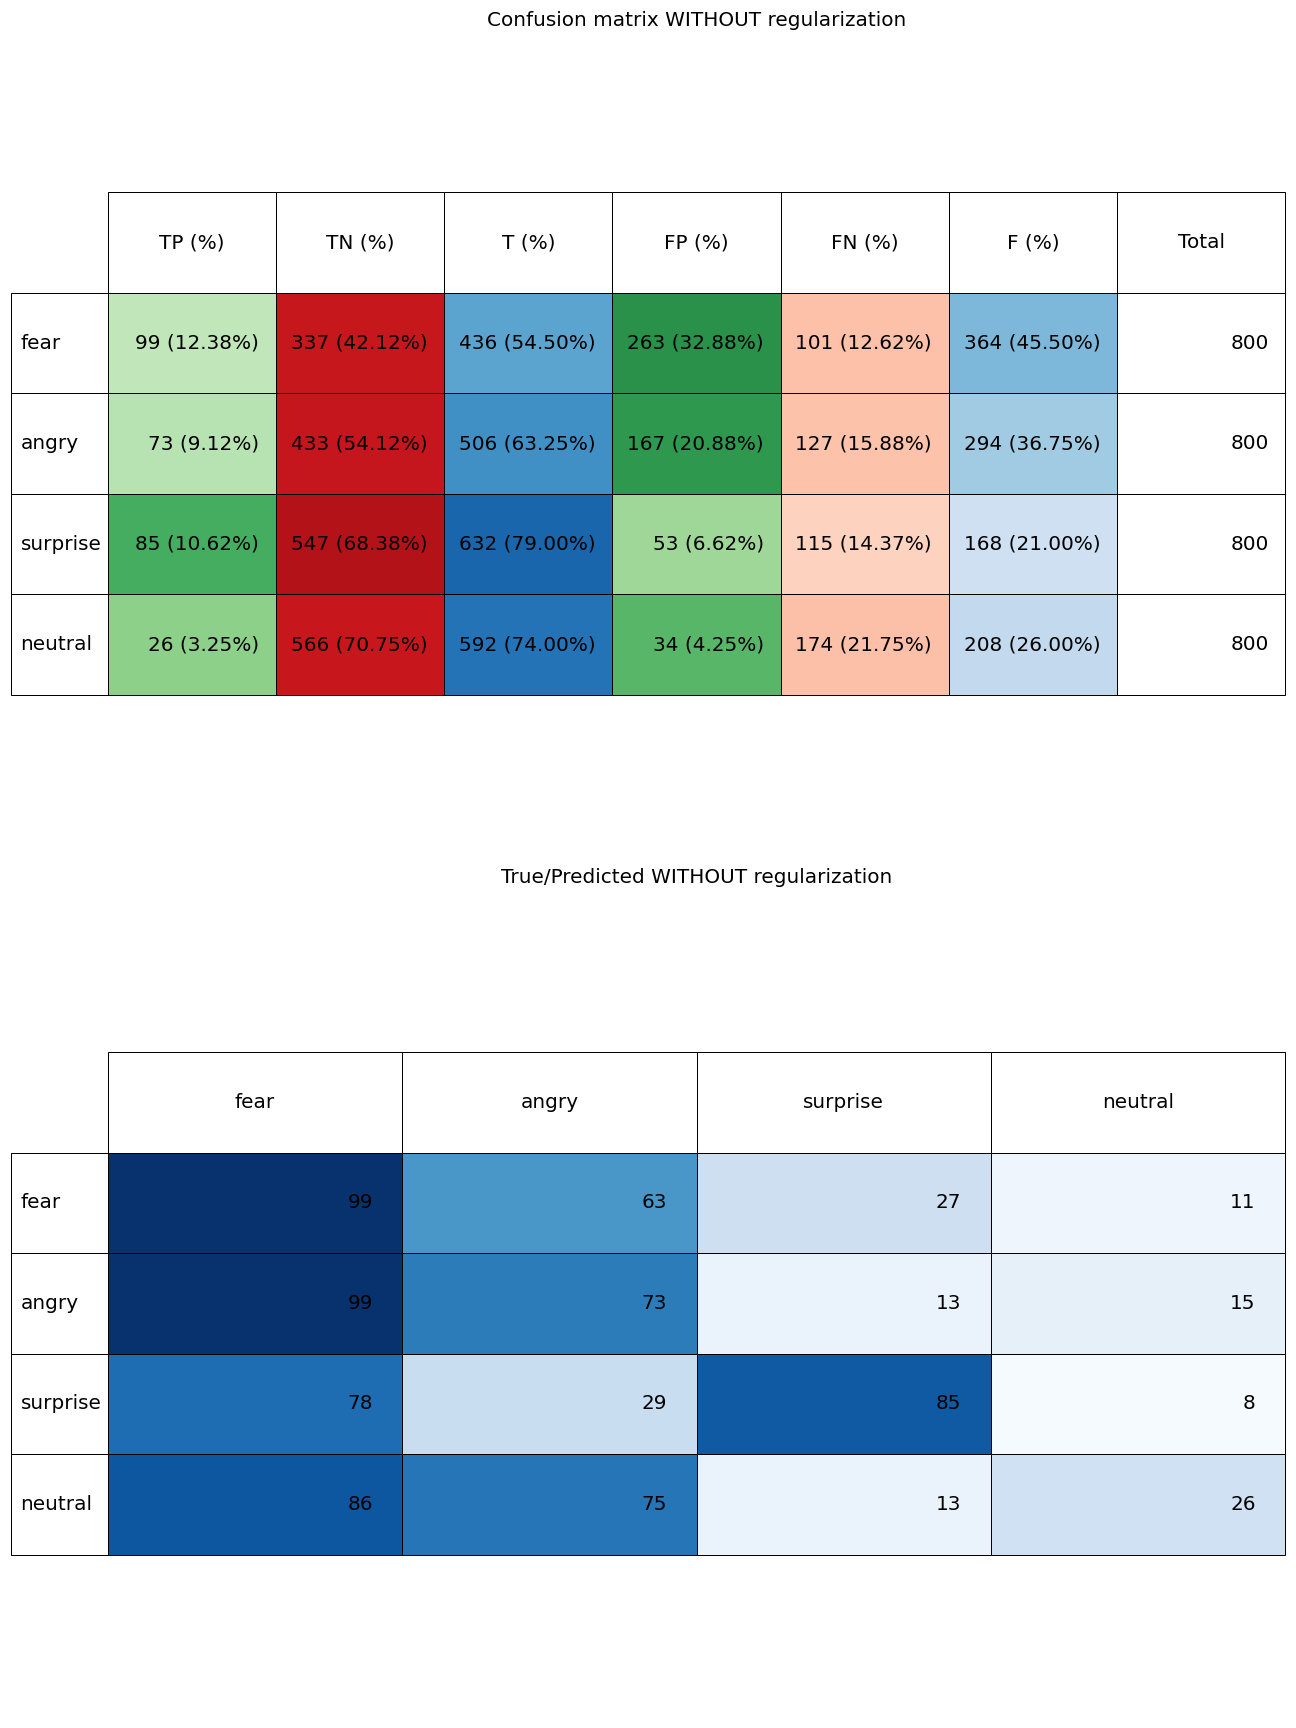 Confusion matrix WITHOUT regularization
TP (%) TN (%) T (%) FP (%) FN (%) F (%) Total
fear 99 (12.38%) 337 (42.12%) 436 (54.50%) 263 (32.88%) 101 (12.62%) 364 (45.50%) 800
angry 73 (9.12%) 433 (54.12%) 506 (63.25%) 167 (20.88%) 127 (15.88%) 294 (36.75%) 800
surprise 85 (10.62%) 547 (68.38%) 632 (79.00%) 53 (6.62%) 115 (14.37%) 168 (21.00%) 800
neutral 26 (3.25%) 566 (70.75%) 592 (74.00%) 34 (4.25%) 174 (21.75%) 208 (26.00%) 800
True/Predicted WITHOUT regularization
fear angry surprise neutral
fear 99 63 27 11
angry 99 73 13 15
surprise 78 29 85 8
neutral 86 75 13 26